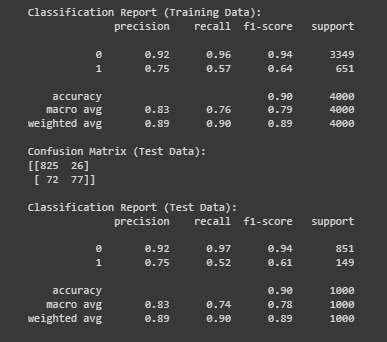 Classification Report (Training Data):
precision recall f1-score support
0 0.92 0.96 0.94 3349
1 0.75 0.57 0.64 651
accuracy 0.90 4000
macro avg 0.83 0.76 0.79 4000
weighted avg 0.89 0.90 0.89 4000
Confusion Matrix (Test Data):
[[825 26]
[ 72 77]]
Classification Report (Test Data):
precision recall f1-score support
0 0.92 0.97 0.94 851
1 0.75 0.52 0.61 149
accuracy 0.90 1000
macro avg 0.83 0.74 0.78 1000
weighted avg 0.89 0.90 0.89 1000